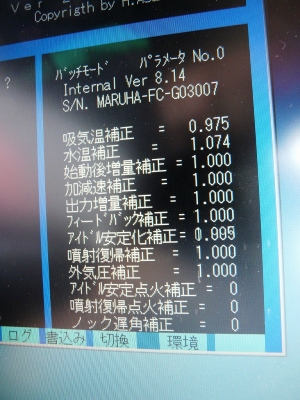 Ver 2
Copyrigth by H.
?
ﾊﾟｯﾁﾓｰﾄﾞ ﾊﾟﾗﾒｰﾀ No.0
Internal Ver 8.14
S/N. MARUHA-FC-G03007
吸気温補正 = 0.975
水温補正 = 1.074
始動後増量補正 = 1.000
加減速補正 = 1.000
出力増量補正 = 1.000
ﾌｨｰﾄﾞﾊﾞｯｸ補正 = 1.000
ｱｲﾄﾞﾙ安定化補正 = 0.995
噴射復帰補正 = 1.000
外気圧補正 = 1.000
ｱｲﾄﾞﾙ安定点火補正 = 0
噴射復帰点火補正 = 0
ノック遅角補正 = 0
ログ 書込み 切換 環境